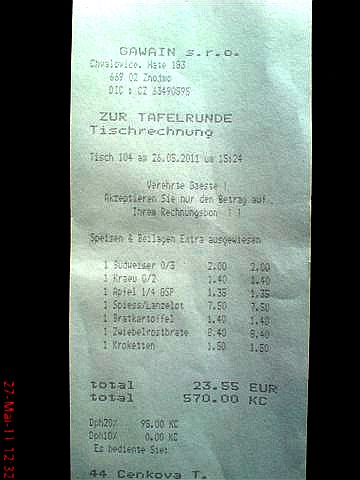 GAWAIN s.r.o.
Chvalovice, Hate 183
669 02 Znojmo
DIC : CZ 63490595
ZUR TAFELRUNDE
Tischrechnung
Tisch 104 am 26.05.2011 um 15:24
Verehrte Gaeste !
Akzeptieren Sie nur den Betrag auf
Ihrem Rechnungsbon ! !
Speisen & Beilagen Extra ausgewiesen
1 Budweiser 0/3 2.00 2.00
1 Kraeu 0/2 1.40 1.40
1 Apfel 1/4 GSP 1.35 1.35
1 Spiess/Lanzelot 7.50 7.50
1 Bratkartoffel 1.40 1.40
1 Zwiebelrostbrate 8.40 8.40
1 Kroketten 1.50 1.50
total 23.55 EUR
total 570.00 KC
Dph20% 95.00 KC
Dph10% 0.00 KC
Es bediente Sie:
44 Cenkova T.
27-Mai-11 12:32